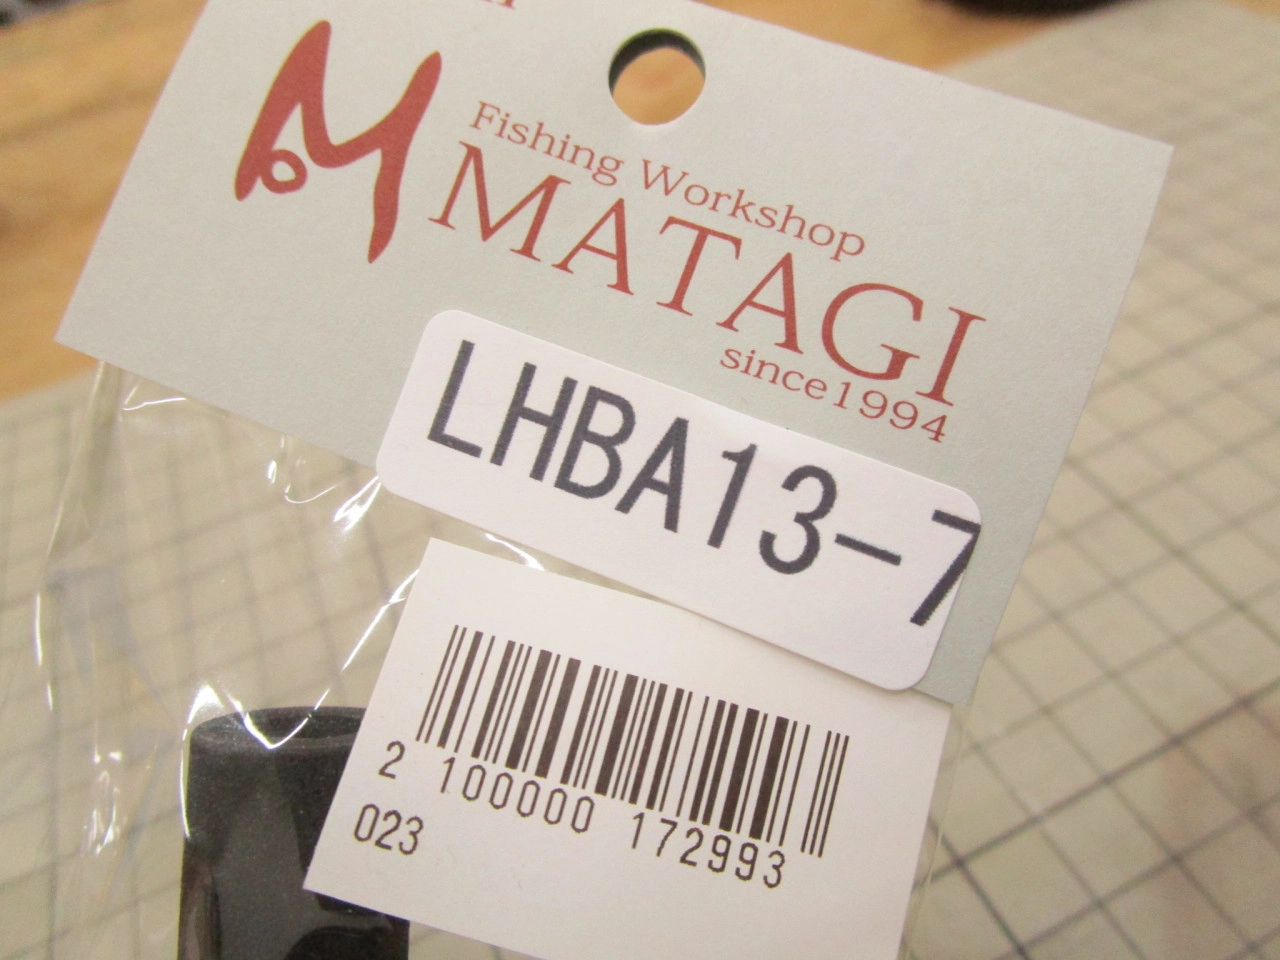 Fishing Workshop
MATAGI
since1994
LHBA13-7
2 100000 172993
023